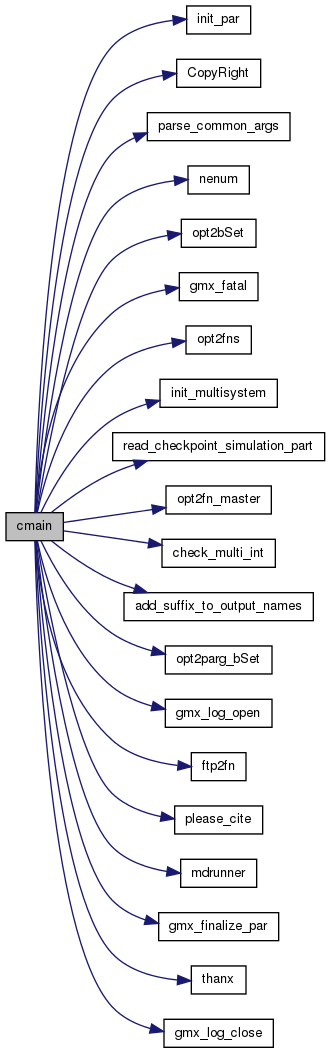 init_par
CopyRight
parse_common_args
nenum
opt2bSet
gmx_fatal
opt2fns
init_multisystem
read_checkpoint_simulation_part
opt2fn_master
cmain
check_multi_int
add_suffix_to_output_names
opt2parg_bSet
gmx_log_open
ftp2fn
please_cite
mdrunner
gmx_finalize_par
thanx
gmx_log_close